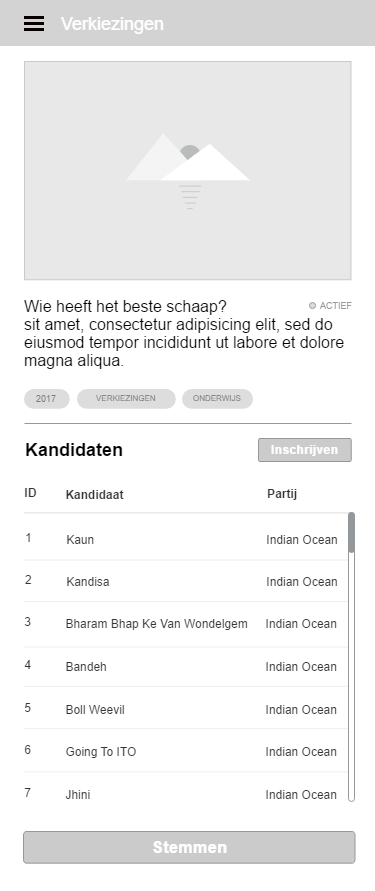 Verkiezingen
Wie heeft het beste schaap?
ACTIEF
sit amet, consectetur adipisicing elit, sed do
eiusmod tempor incididunt ut labore et dolore
magna aliqua.
2017 VERKIEZINGEN ONDERWIJS
Kandidaten Inschrijven
ID Kandidaat Partij
1 Kaun Indian Ocean
2 Kandisa Indian Ocean
3 Bharam Bhap Ke Van Wondelgem Indian Ocean
4 Bandeh Indian Ocean
5 Boll Weevil Indian Ocean
6 Going To ITO Indian Ocean
7 Jhini Indian Ocean
Stemmen